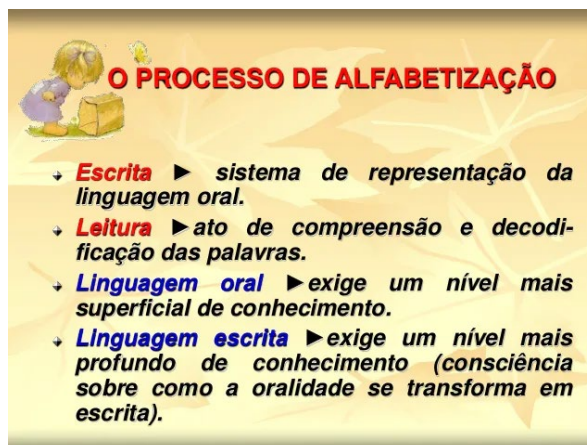 O PROCESSO DE ALFABETIZAÇÃO
Escrita ► sistema de representação da
linguagem oral.
Leitura ►ato de compreensão e decodi-
ficação das palavras.
Linguagem oral ►exige um nível mais
superficial de conhecimento.
Linguagem escrita ►exige um nível mais
profundo de conhecimento (consciência
sobre como a oralidade se transforma em
escrita).